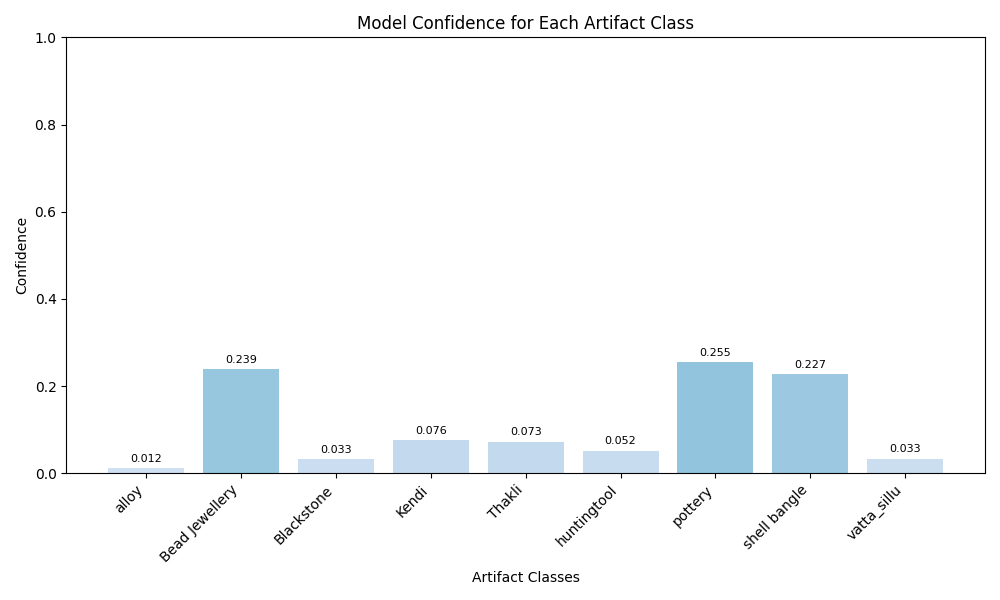 Model Confidence for Each Artifact Class
1.0
0.8
0.6
0.4
0.2
0.0
Confidence
0.012
0.239
0.033
0.076
0.073
0.052
0.255
0.227
0.033
alloy
Bead Jewellery
Blackstone
Kendi
Thakli
huntingtool
pottery
shell bangle
vatta_sillu
Artifact Classes